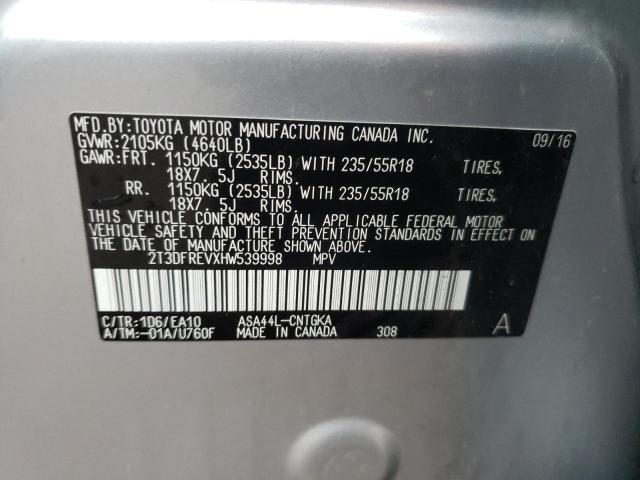 MFD.BY:TOYOTA MOTOR MANUFACTURING CANADA INC. 09/16
GVWR:2105KG (4640LB)
GAWR:FRT. 1150KG (2535LB) WITH 235/55R18 TIRES,
18X7.5J RIMS.
RR. 1150KG (2535LB) WITH 235/55R18 TIRES,
18X7.5J RIMS.
THIS VEHICLE CONFORMS TO ALL APPLICABLE FEDERAL MOTOR
VEHICLE SAFETY AND BUMPER STANDARDS IN EFFECT ON
THE DATE OF MANUFACTURE SHOWN ABOVE.
2T3DFREVXHW539998 MPV
C/TR:1D6/EA10 ASA44L-CNTGKA
A/TM:-01A/U760F MADE IN CANADA 308 A